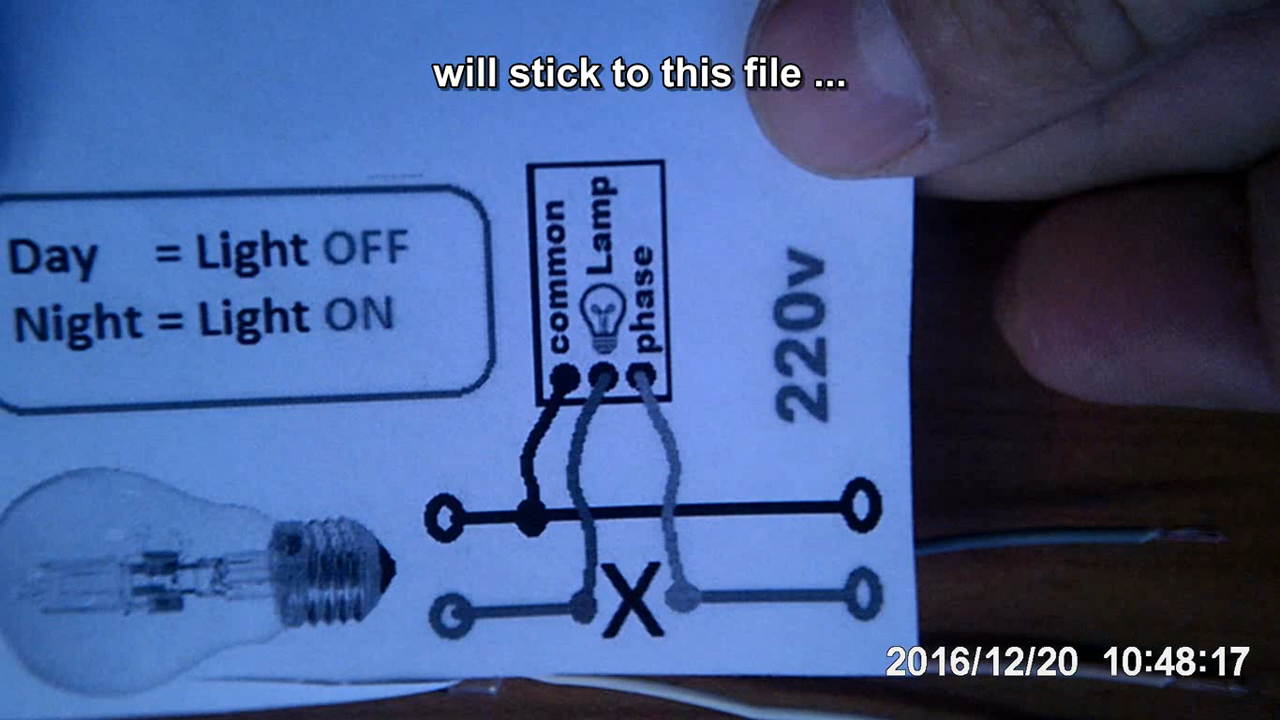 will stick to this file ...
Day = Light OFF
Night = Light ON
common
Lamp
phase
220v
X
2016/12/20 10:48:17